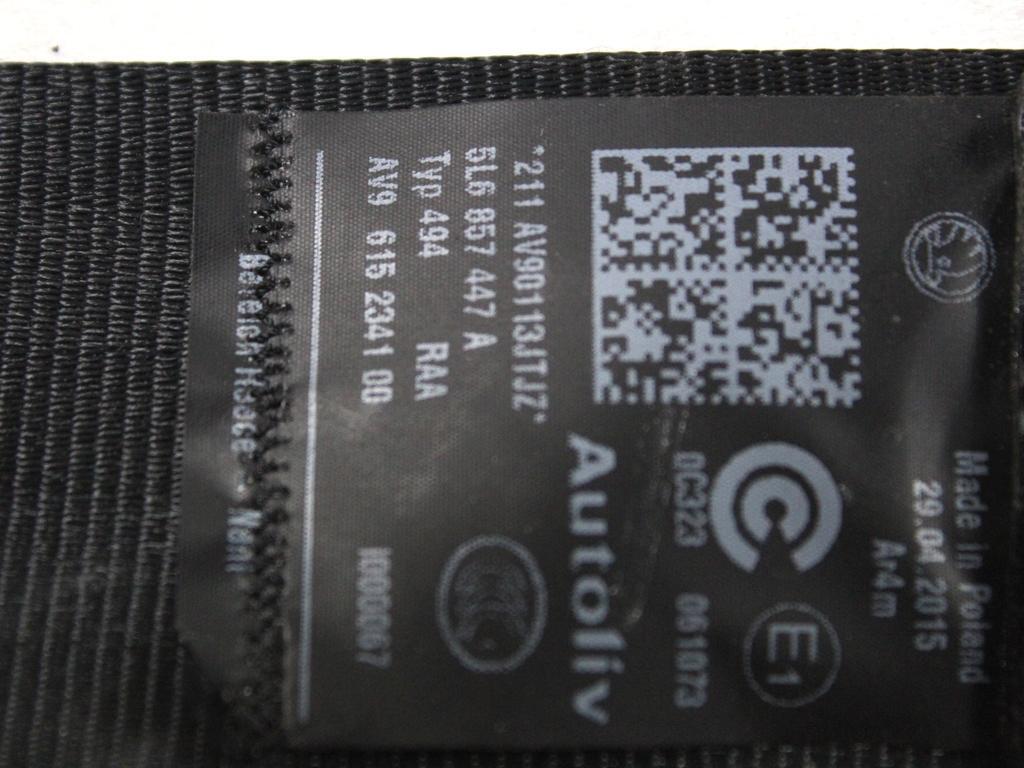 Made in Poland
29.04.2015
Ar4m
E1
0C323 061073
Autoliv
*211 AV90113JTJZ*
5L6 857 447 A
Typ 494 RAA
AV9 615 2341 00
H000067